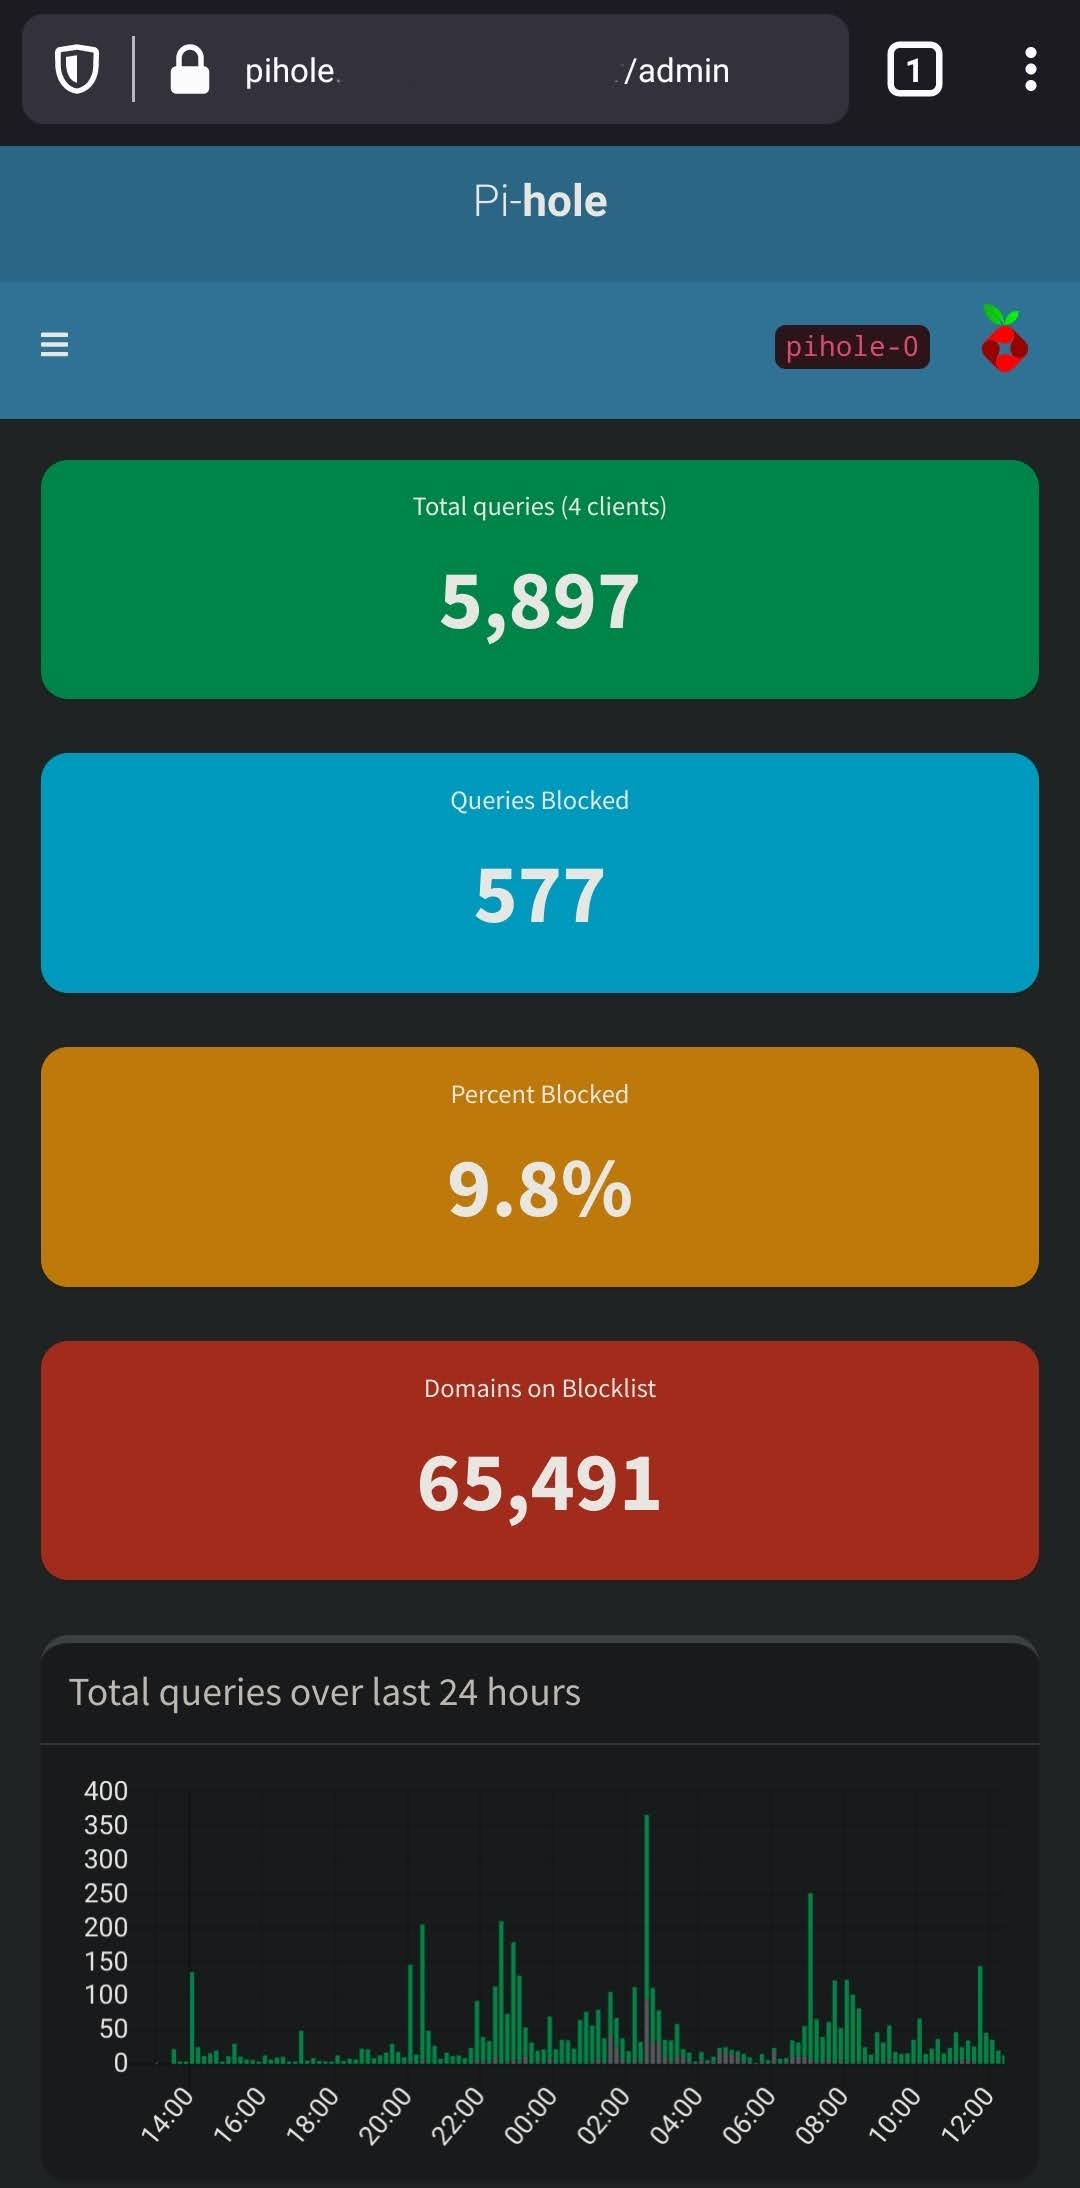 pihole. /admin
1
Pi-hole
pihole-0
Total queries (4 clients)
5,897
Queries Blocked
577
Percent Blocked
9.8%
Domains on Blocklist
65,491
Total queries over last 24 hours
400
350
300
250
200
150
100
50
0
14:00 16:00 18:00 20:00 22:00 00:00 02:00 04:00 06:00 08:00 10:00 12:00